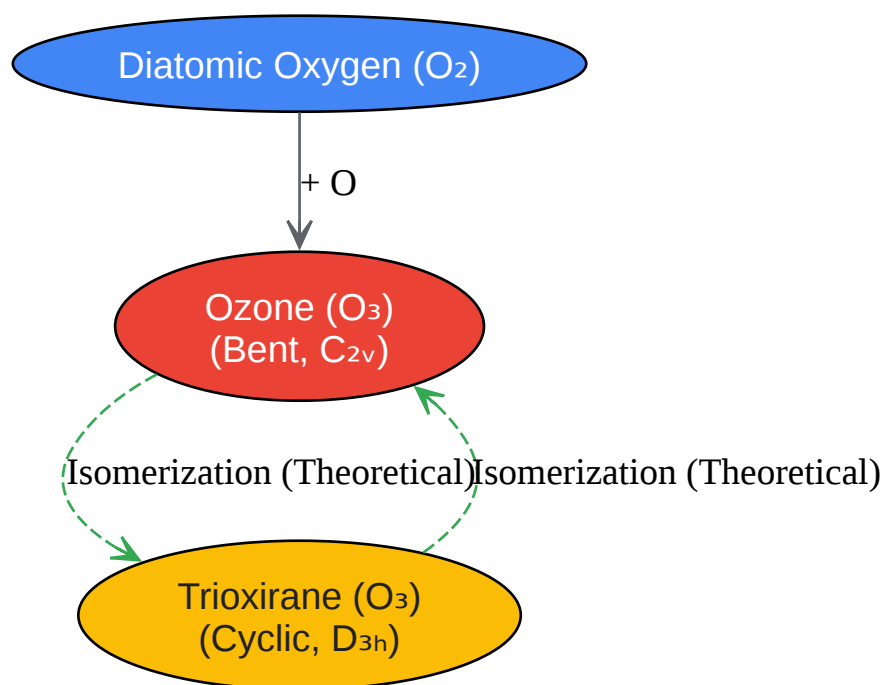 Diatomic Oxygen (O₂)
+ O
Ozone (O₃)
(Bent, C₂ᵥ)
Isomerization (Theoretical)
Isomerization (Theoretical)
Trioxirane (O₃)
(Cyclic, D₃ₕ)